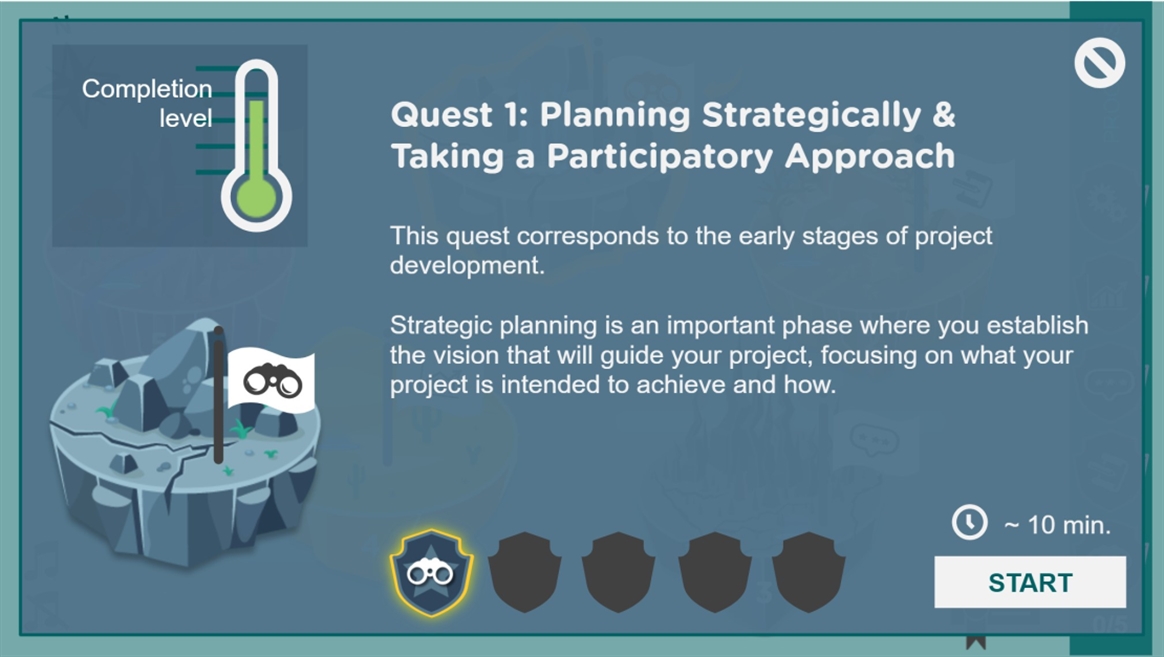 Completion
level
Quest 1: Planning Strategically &
Taking a Participatory Approach
This quest corresponds to the early stages of project
development.
Strategic planning is an important phase where you establish
the vision that will guide your project, focusing on what your
project is intended to achieve and how.
~ 10 min.
START
0/5